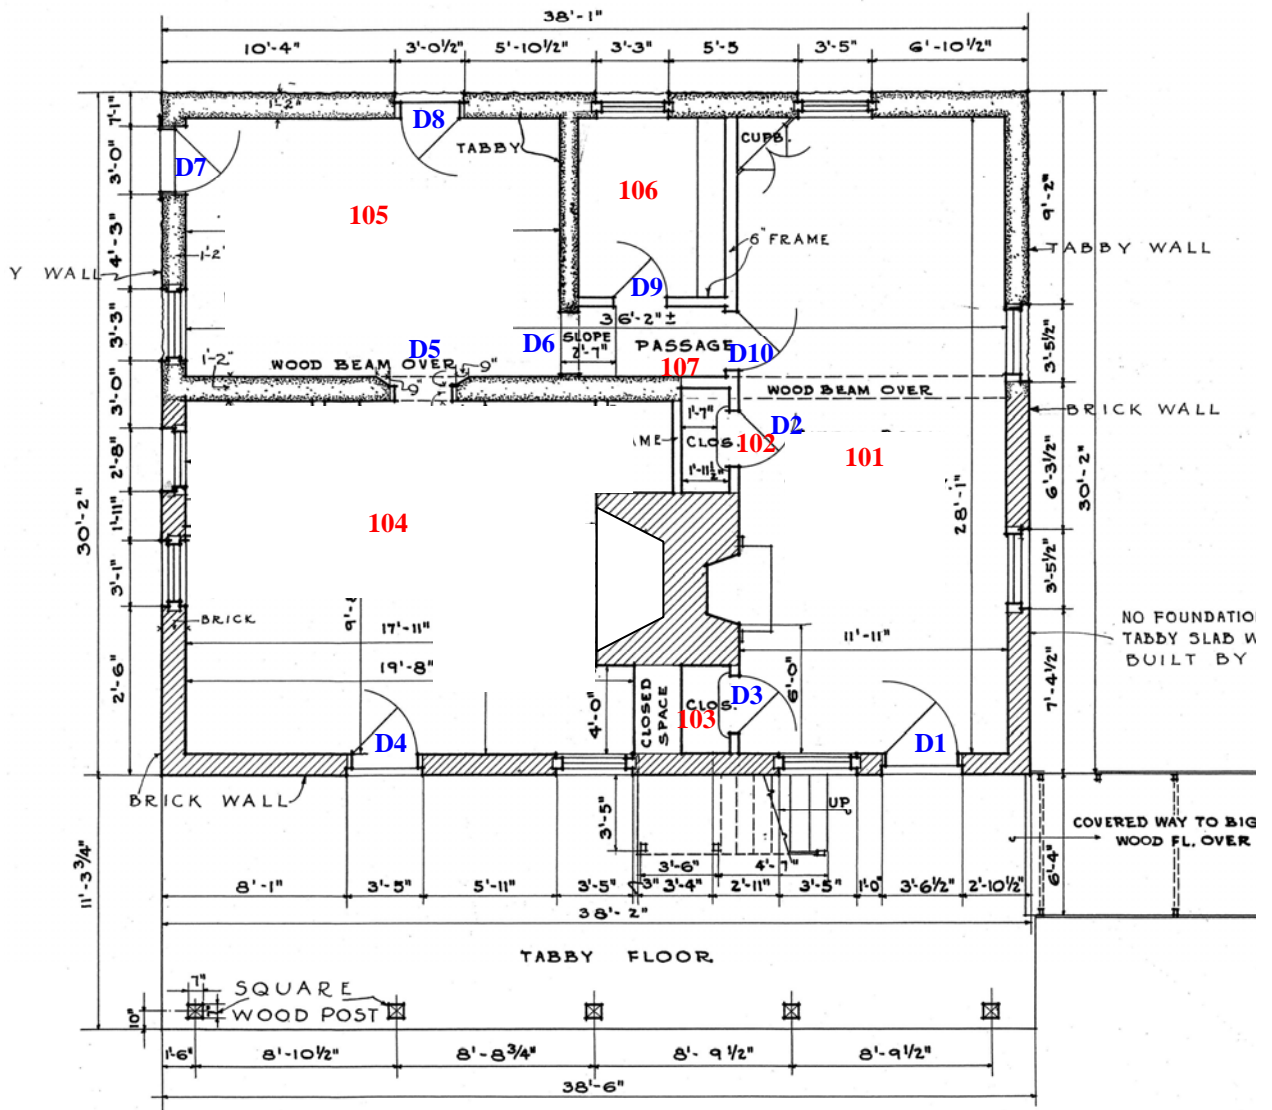 38'-1"
10'-4"
3'-0½"
5'-10½"
3'-3"
5'-5
3'-5"
6'-10½"
7'-1"
1'-2"
D8
TABBY
CUPB.
3'-0"
D7
106
105
9'-2"
6" FRAME
Y WALL
4'-3"
1'-2"
TABBY WALL
D9
36'-2" ±
3'-3"
D6
SLOPE
2'-7"
PASSAGE
D10
3'-5½"
1'-2"
WOOD BEAM OVER
D5
9"
107
9"
WOOD BEAM OVER
3'-0"
BRICK WALL
1'-7"
D2
ME
CLOS.
102
101
2'-8"
1'-11½"
6'-3½"
30'-2"
28'-1"
104
1'-11"
30'-2"
3'-1"
3'-5½"
BRICK
17'-11"
11'-11"
NO FOUNDATIO
TABBY SLAB W
BUILT BY
19'-8"
2'-6"
4'-0"
CLOSED
SPACE
CLOS.
103
D3
6'-0"
7'-4½"
D4
D1
BRICK WALL
3'-5"
UP
COVERED WAY TO BIG
WOOD FL. OVER
3'-6"
4'-7"
6'-4"
11'-3¾"
8'-1"
3'-5"
5'-11"
3'-5"
3"
3'-4"
2'-11"
3'-5"
1'-0"
3'-6½"
2'-10½"
38'-2"
TABBY FLOOR
7"
SQUARE
7"
WOOD POST
10"
1'-6"
8'-10½"
8'-8¾"
8'-9½"
8'-9½"
38'-6"